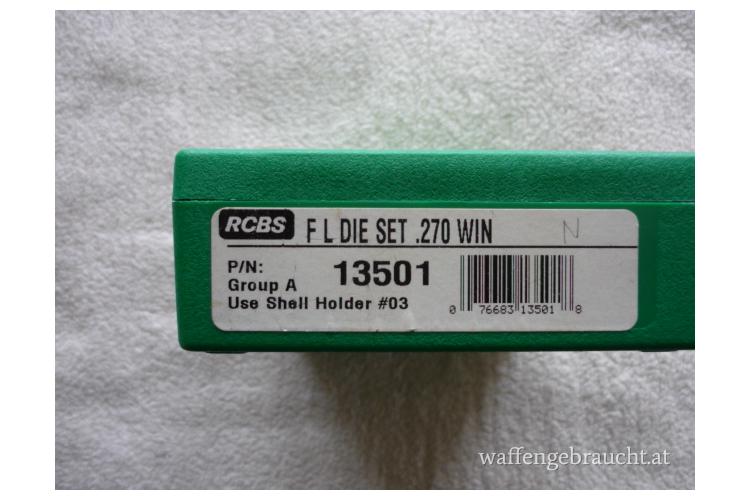 RCBS F L DIE SET .270 WIN N
P/N: 13501
Group A
Use Shell Holder #03
0 76683 13501 8
waffengebraucht.at